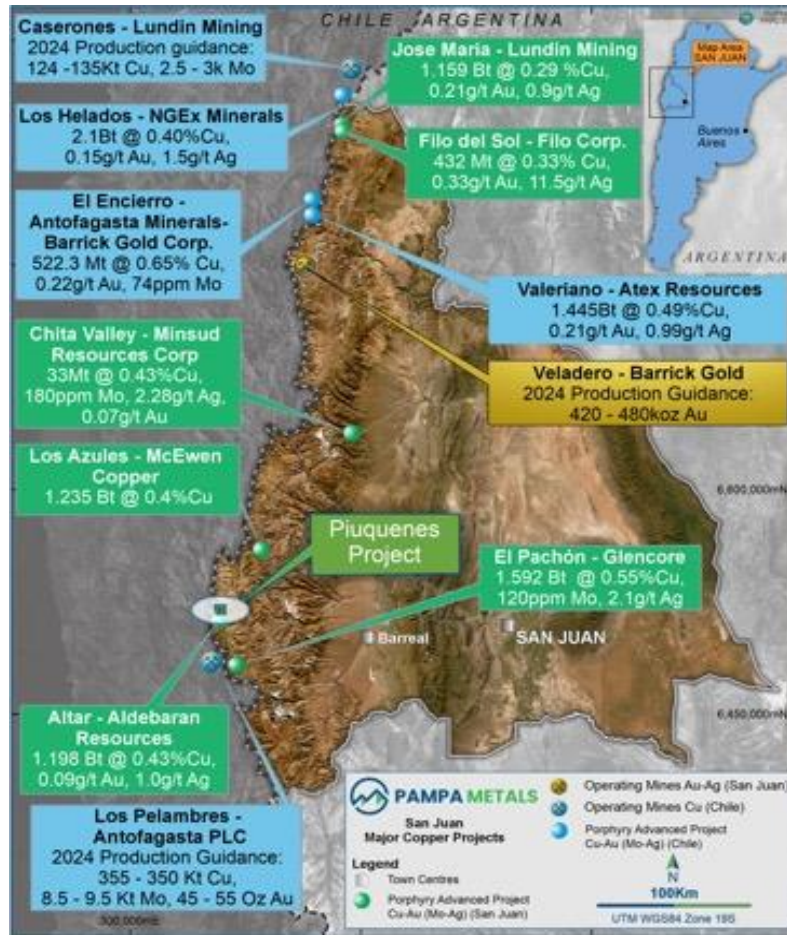 CHILE ARGENTINA
Caserones - Lundin Mining
2024 Production guidance:
124 -135Kt Cu, 2.5 - 3k Mo
Jose Maria - Lundin Mining
1.159 Bt @ 0.29 %Cu,
0.21g/t Au, 0.9g/t Ag
Map Area
SAN JUAN
Buenos
Aires
ARGENTINA
Los Helados - NGEx Minerals
2.1Bt @ 0.40%Cu,
0.15g/t Au, 1.5g/t Ag
Filo del Sol - Filo Corp.
432 Mt @ 0.33% Cu,
0.33g/t Au, 11.5g/t Ag
El Encierro -
Antofagasta Minerals-
Barrick Gold Corp.
522.3 Mt @ 0.65% Cu,
0.22g/t Au, 74ppm Mo
Valeriano - Atex Resources
1.445Bt @ 0.49%Cu,
0.21g/t Au, 0.99g/t Ag
Chita Valley - Minsud
Resources Corp
33Mt @ 0.43%Cu,
180ppm Mo, 2.28g/t Ag,
0.07g/t Au
Veladero - Barrick Gold
2024 Production Guidance:
420 - 480koz Au
Los Azules - McEwen
Copper
1.235 Bt @ 0.4%Cu
6,600,000mN
Piuquenes
Project
El Pachón - Glencore
1.592 Bt @ 0.55%Cu,
120ppm Mo, 2.1g/t Ag
Barreal
SAN JUAN
Altar - Aldebaran
Resources
1.198 Bt @ 0.43%Cu,
0.09g/t Au, 1.0g/t Ag
6,450,000mN
Los Pelambres -
Antofagasta PLC
2024 Production Guidance:
355 - 350 Kt Cu,
8.5 - 9.5 Kt Mo, 45 - 55 Oz Au
300,000mE
PAMPA METALS
San Juan
Major Copper Projects
Legend
Town Centres
Porphyry Advanced Project
Cu-Au (Mo-Ag) (San Juan)
Operating Mines Au-Ag (San Juan)
Operating Mines Cu (Chile)
Porphyry Advanced Project
Cu-Au (Mo-Ag) (Chile)
N
100Km
UTM WGS84 Zone 19S